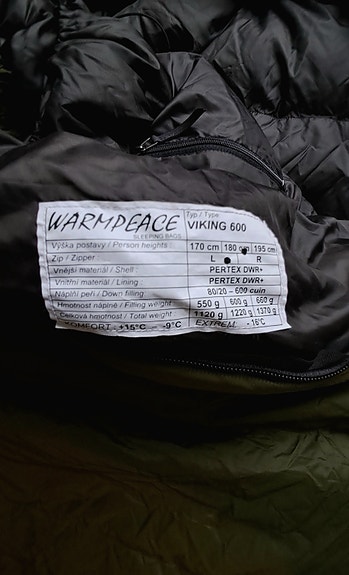 WARMPEACE
SLEEPING BAGS
Typ / Type
VIKING 600
Výška postavy / Person heights : 170 cm 180 cm 195 cm
Zip / Zipper : L R
Vnější materiál / Shell : PERTEX DWR+
Vnitřní materiál / Lining : PERTEX DWR+
Náplň peří / Down filling : 80/20 – 600 cuin
Hmotnost náplně / Filling weight : 550 g 600 g 660 g
Celková hmotnost / Total weight : 1120 g 1220 g 1370 g
COMFORT +15°C – -9°C EXTREM - 16°C